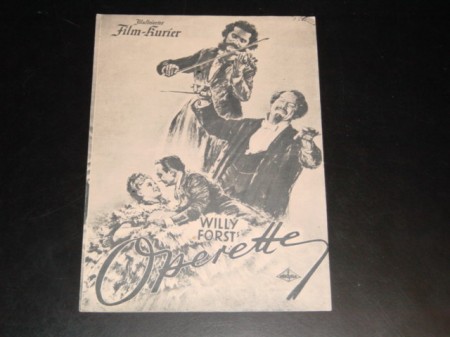 Illustrierter
Film-Kurier
WILLY
FORST
Operette